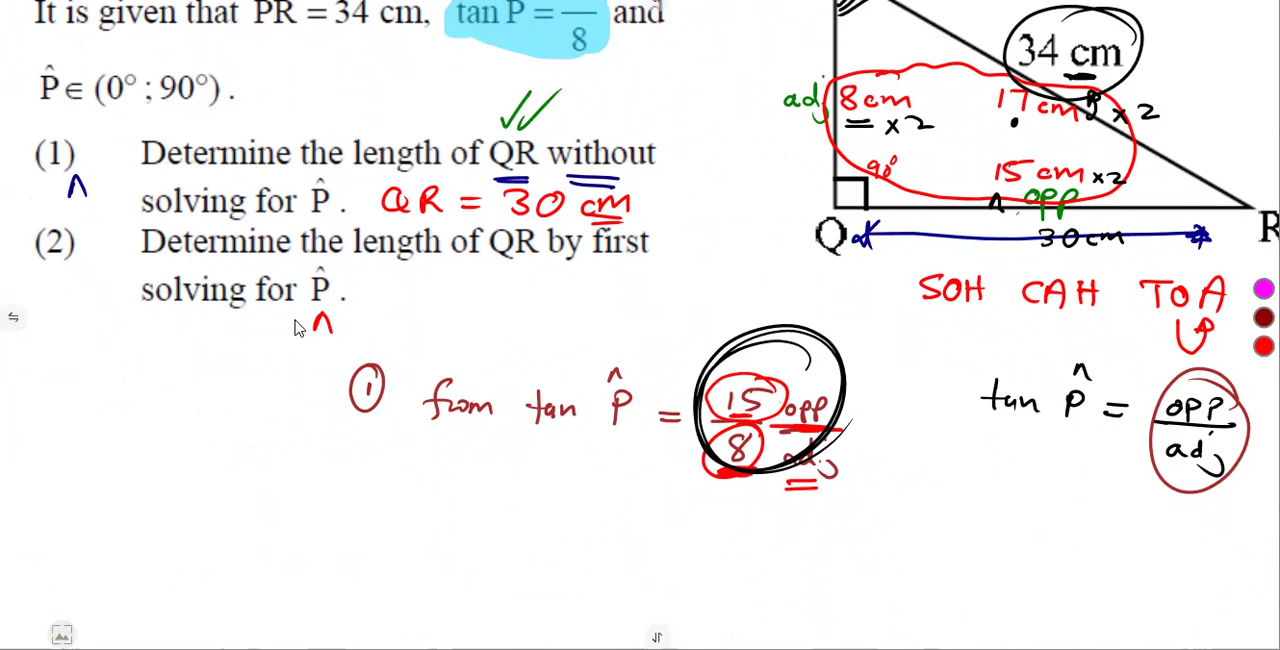 It is given that PR = 34 cm, tan P = — and
8
P̂ ∈ (0° ; 90°) .
(1) Determine the length of QR without
solving for P̂ . QR = 30 cm
(2) Determine the length of QR by first
solving for P̂ .
34 cm
adj 8cm 17cm x 2
x 2
90° 15 cm x2
opp
Q 30 cm R
SOH CAH TOA
① from tan P̂ = 15 opp
8 adj
tan P̂ = opp
adj